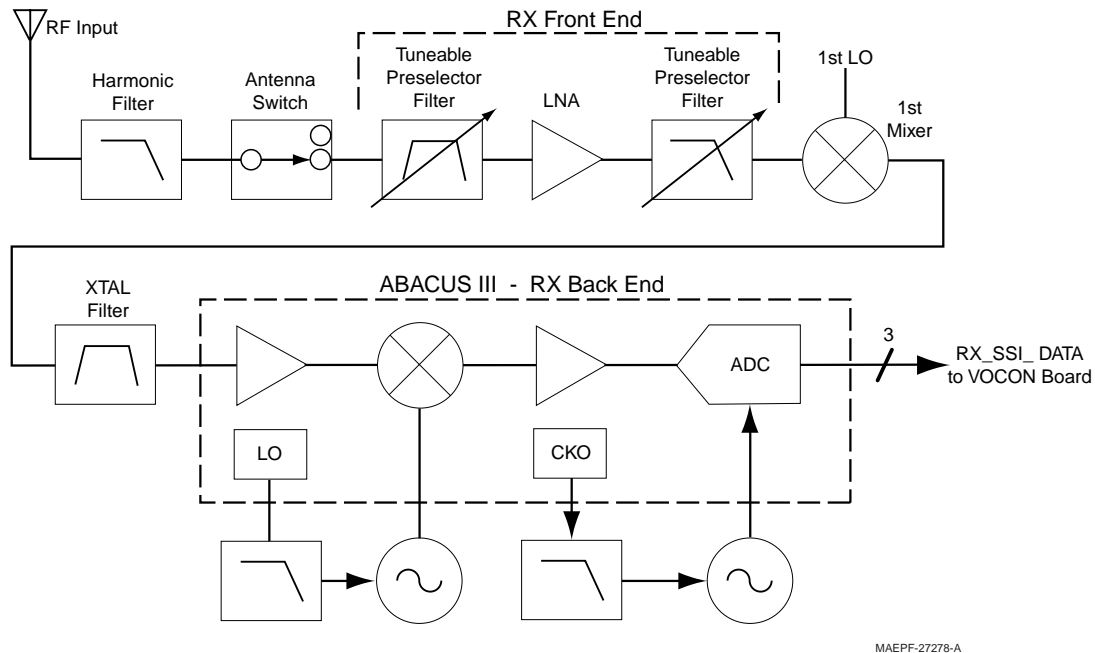 RF Input
RX Front End
Harmonic
Filter
Antenna
Switch
Tuneable
Preselector
Filter
LNA
Tuneable
Preselector
Filter
1st LO
1st
Mixer
XTAL
Filter
ABACUS III - RX Back End
ADC
3
RX_SSI_ DATA
to VOCON Board
LO
CKO
MAEPF-27278-A